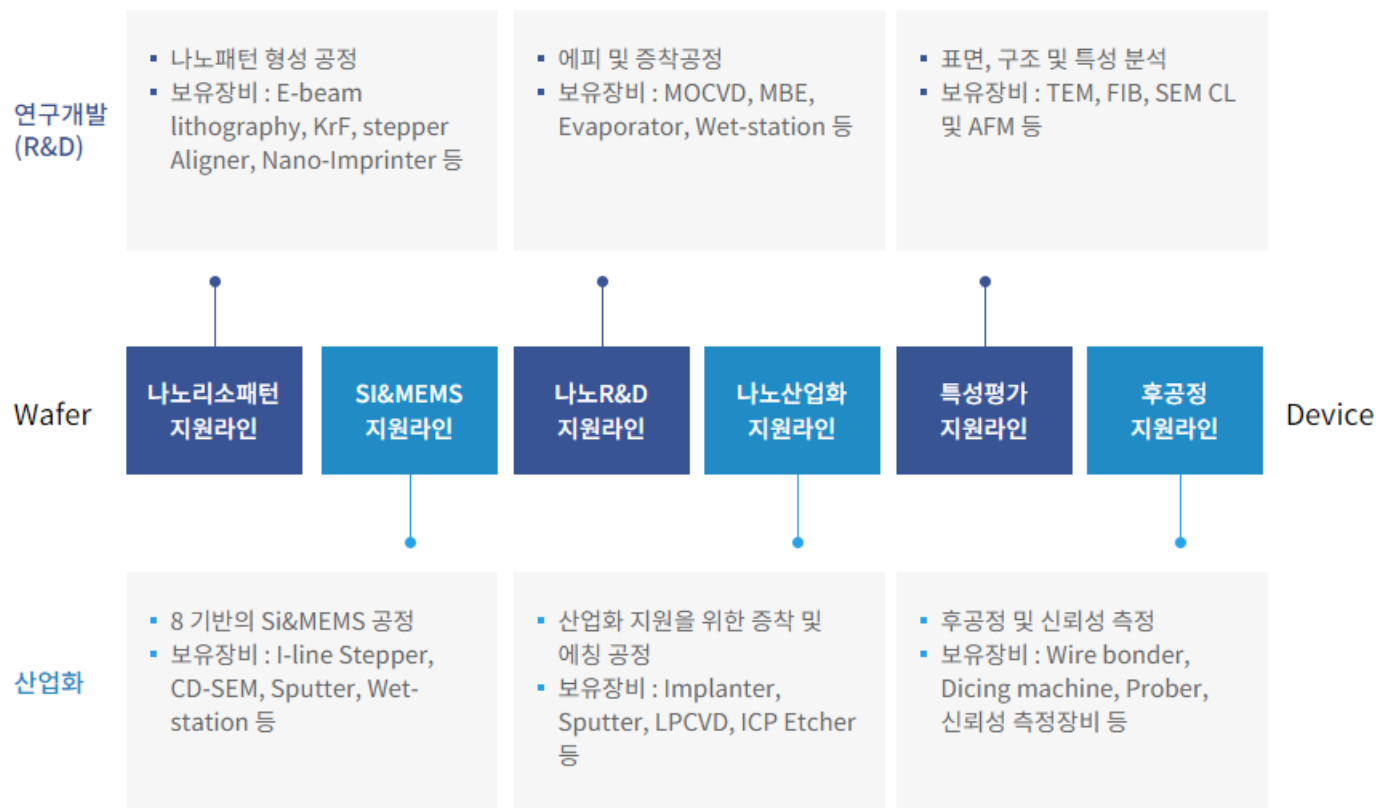 연구개발
(R&D)
▪ 나노패턴 형성 공정
▪ 보유장비 : E-beam
lithography, KrF, stepper
Aligner, Nano-Imprinter 등
▪ 에피 및 증착공정
▪ 보유장비 : MOCVD, MBE,
Evaporator, Wet-station 등
▪ 표면, 구조 및 특성 분석
▪ 보유장비 : TEM, FIB, SEM CL
및 AFM 등
Wafer
나노리소패턴
지원라인
SI&MEMS
지원라인
나노R&D
지원라인
나노산업화
지원라인
특성평가
지원라인
후공정
지원라인
Device
산업화
▪ 8 기반의 Si&MEMS 공정
▪ 보유장비 : I-line Stepper,
CD-SEM, Sputter, Wet-
station 등
▪ 산업화 지원을 위한 증착 및
에칭 공정
▪ 보유장비 : Implanter,
Sputter, LPCVD, ICP Etcher
등
▪ 후공정 및 신뢰성 측정
▪ 보유장비 : Wire bonder,
Dicing machine, Prober,
신뢰성 측정장비 등